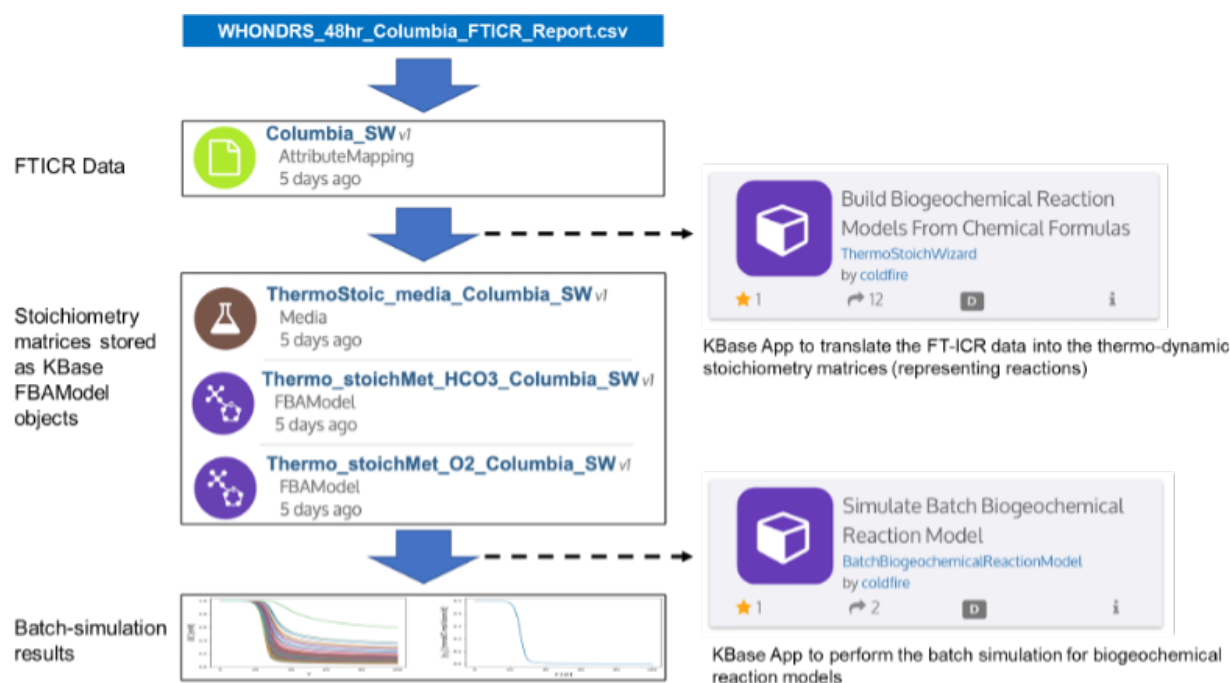 WHONDRS_48hr_Columbia_FTICR_Report.csv
FTICR Data
Columbia_SW v1
AttributeMapping
5 days ago
Build Biogeochemical Reaction
Models From Chemical Formulas
ThermoStoichWizard
by coldfire
1
12
D
i
KBase App to translate the FT-ICR data into the thermo-dynamic
stoichiometry matrices (representing reactions)
Stoichiometry
matrices stored
as KBase
FBAModel
objects
ThermoStoic_media_Columbia_SW v1
Media
5 days ago
Thermo_stoichMet_HCO3_Columbia_SW v1
FBAModel
5 days ago
Thermo_stoichMet_O2_Columbia_SW v1
FBAModel
5 days ago
Simulate Batch Biogeochemical
Reaction Model
BatchBiogeochemicalReactionModel
by coldfire
1
2
D
i
KBase App to perform the batch simulation for biogeochemical
reaction models
Batch-simulation
results